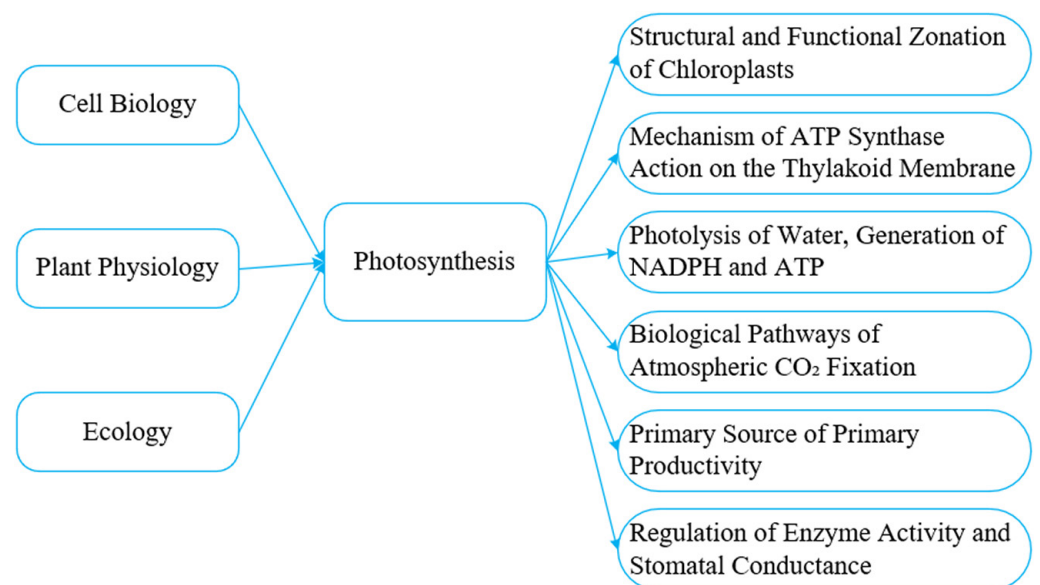 Cell Biology
Plant Physiology
Ecology
Photosynthesis
Structural and Functional Zonation
of Chloroplasts
Mechanism of ATP Synthase
Action on the Thylakoid Membrane
Photolysis of Water, Generation of
NADPH and ATP
Biological Pathways of
Atmospheric CO₂ Fixation
Primary Source of Primary
Productivity
Regulation of Enzyme Activity and
Stomatal Conductance